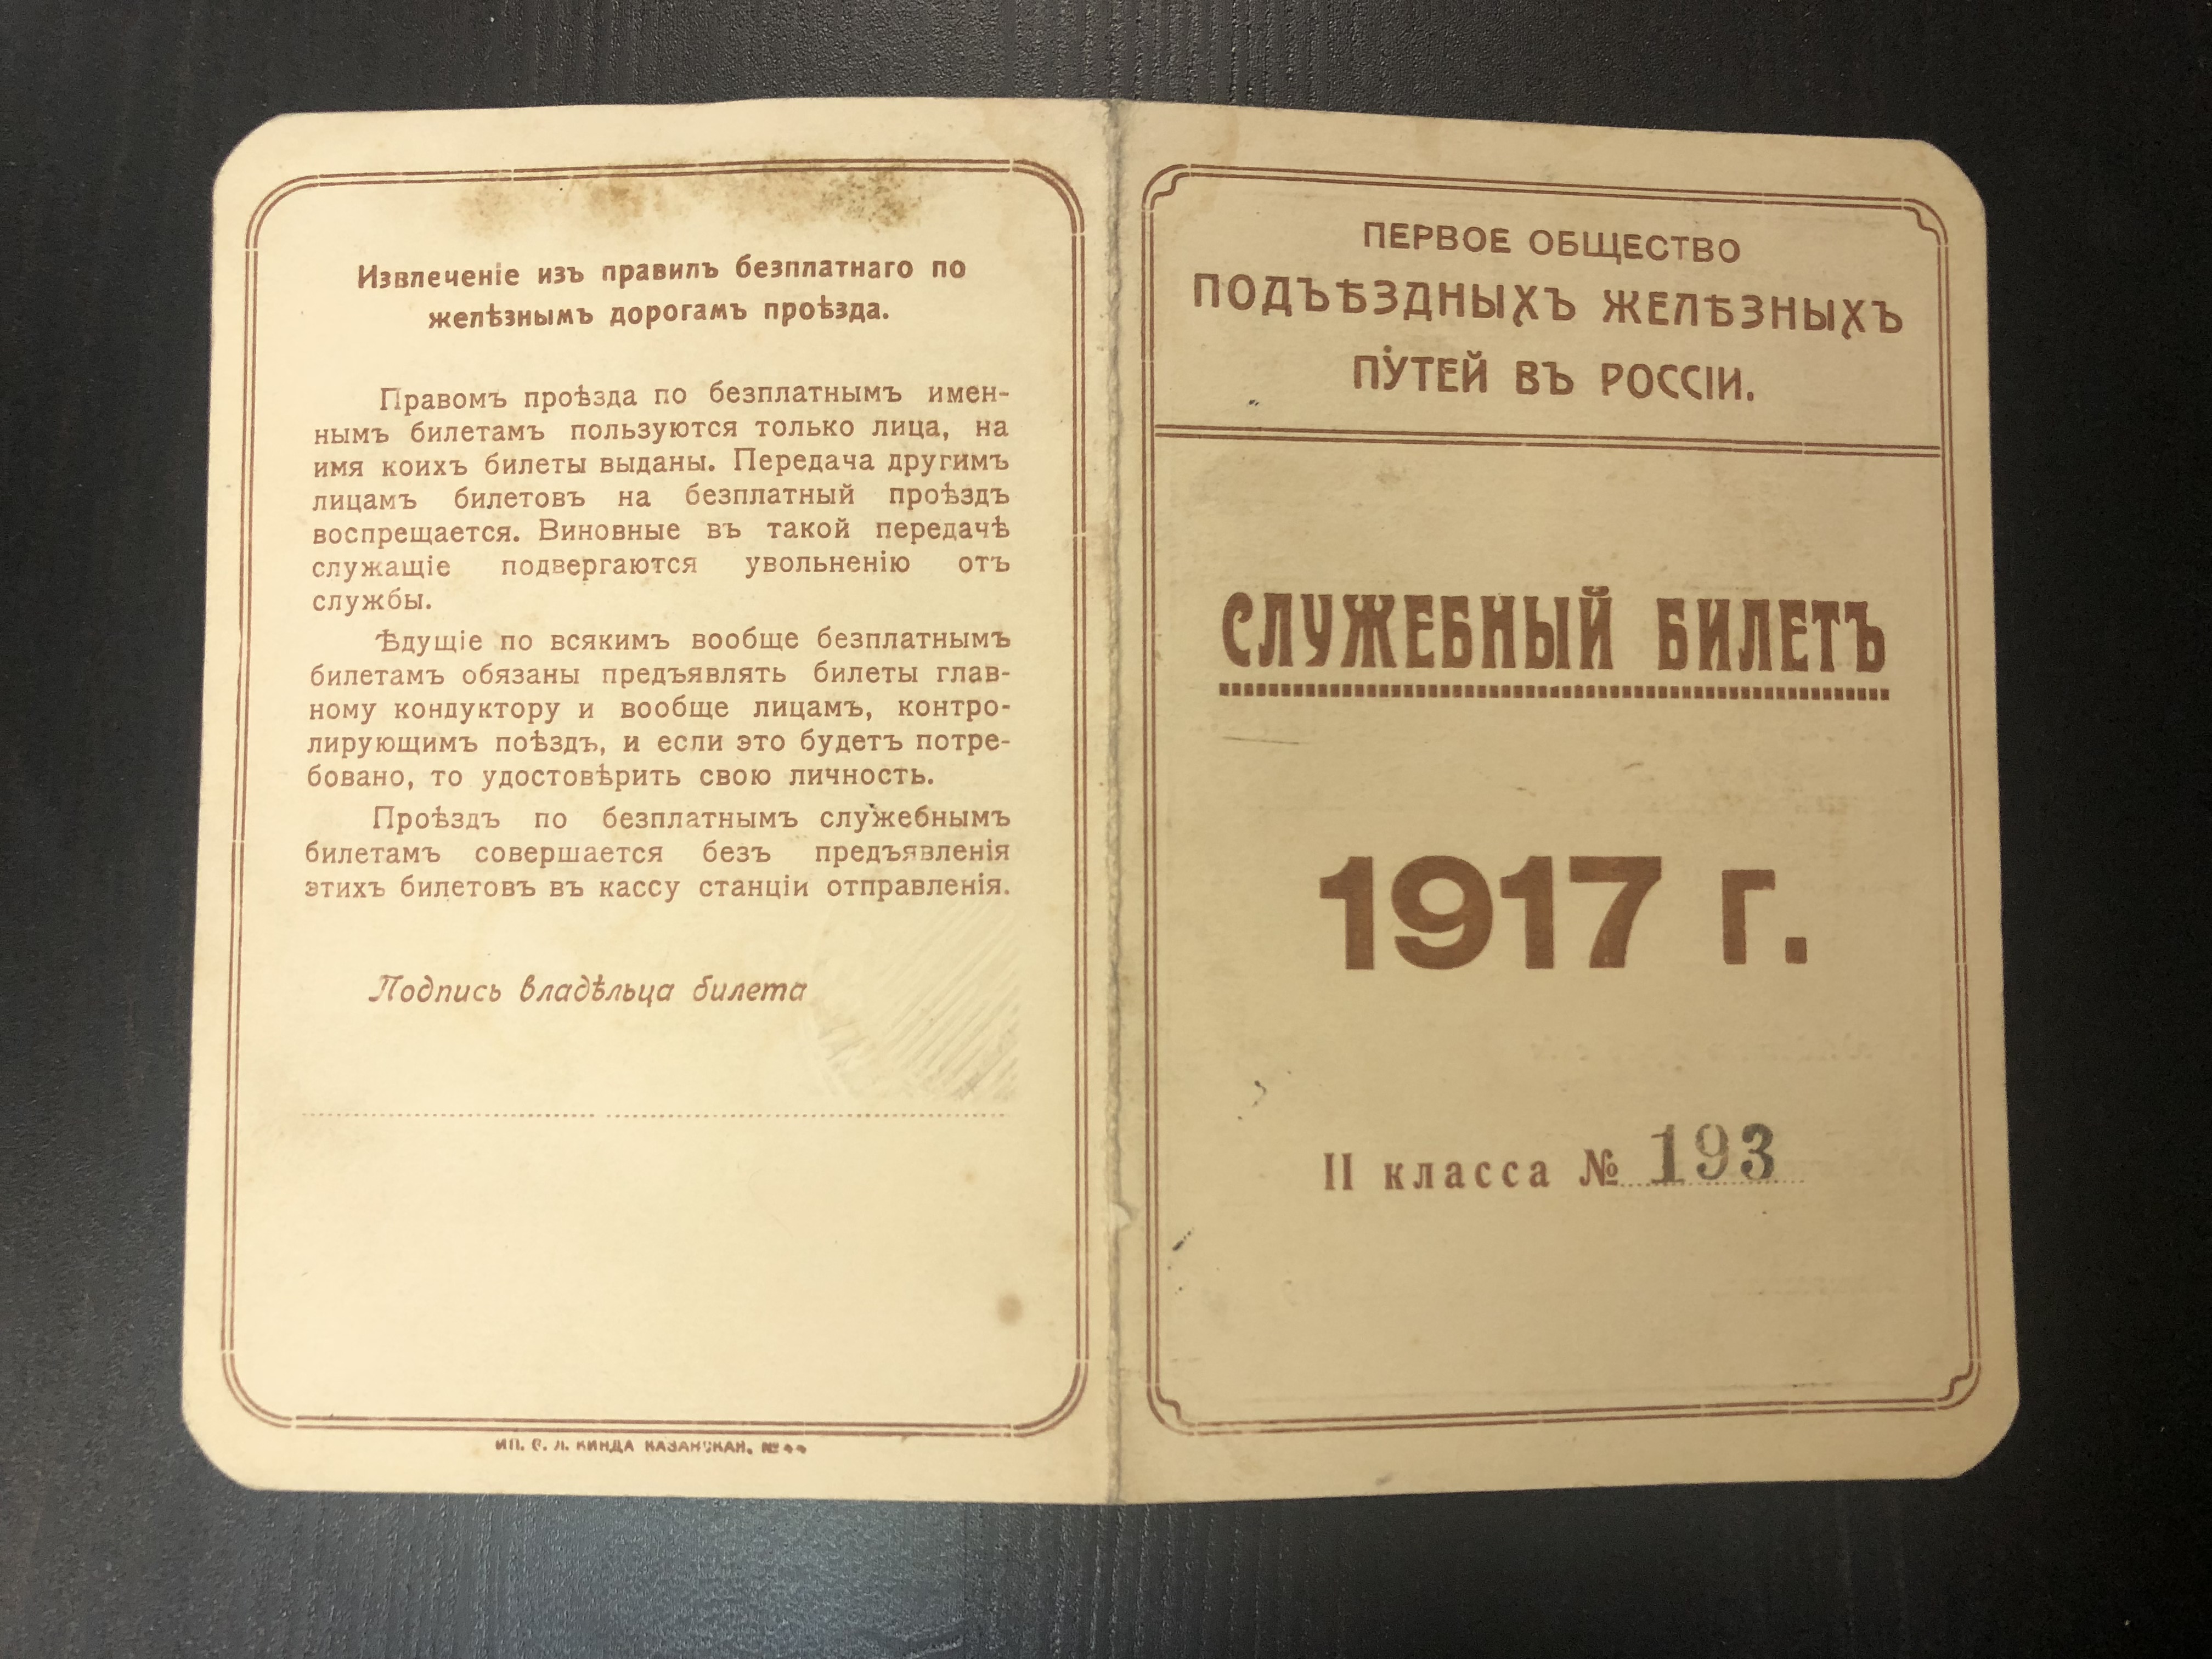 Извлеченіе изъ правилъ безплатнаго по
желѣзнымъ дорогамъ проѣзда.
Правомъ проѣзда по безплатнымъ имен-
нымъ билетамъ пользуются только лица, на
имя коихъ билеты выданы. Передача другимъ
лицамъ билетовъ на безплатный проѣздъ
воспрещается. Виновные въ такой передачѣ
служащіе подвергаются увольненію отъ
службы.
Ѣдущіе по всякимъ вообще безплатнымъ
билетамъ обязаны предъявлять билеты глав-
ному кондуктору и вообще лицамъ, контро-
лирующимъ поѣздъ, и если это будетъ потре-
бовано, то удостовѣрить свою личность.
Проѣздъ по безплатнымъ служебнымъ
билетамъ совершается безъ предъявленія
этихъ билетовъ въ кассу станціи отправленія.
Подпись владѣльца билета
Л. КИНДА КАЗАНСКАЯ, №
ПЕРВОЕ ОБЩЕСТВО
ПОДЪѢЗДНЫХЪ ЖЕЛѢЗНЫХЪ
ПУТЕЙ ВЪ РОССІИ.
СЛУЖЕБНЫЙ БИЛЕТЪ
1917 г.
II класса № 193